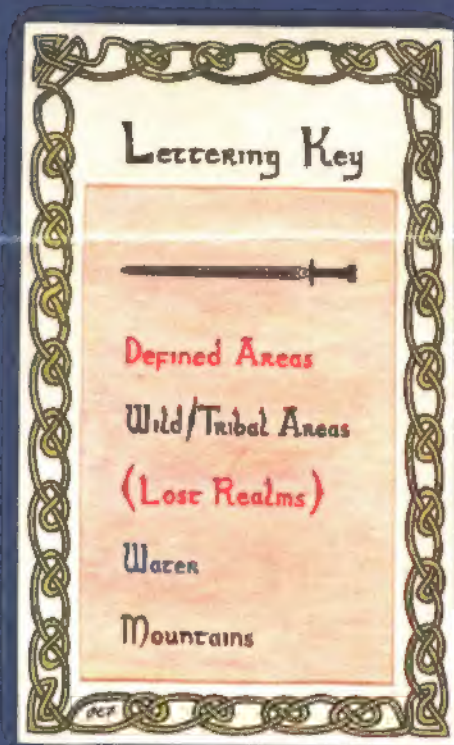 Lettering Key
Defined Areas
Wild/Tribal Areas
(Lost Realms)
Water
Mountains